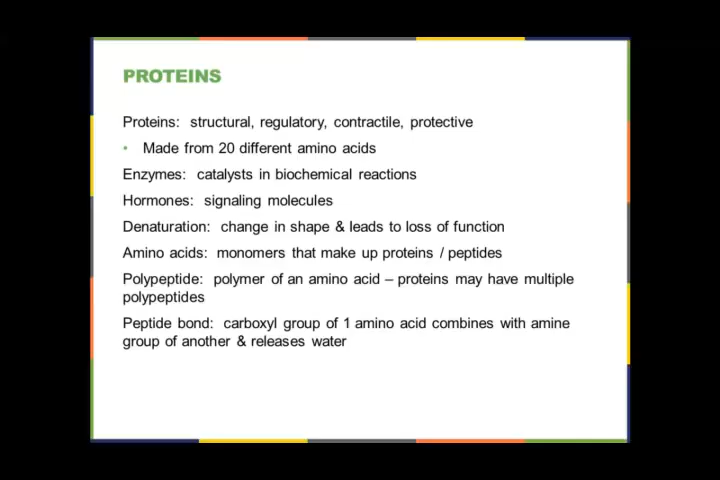 PROTEINS
Proteins: structural, regulatory, contractile, protective
• Made from 20 different amino acids
Enzymes: catalysts in biochemical reactions
Hormones: signaling molecules
Denaturation: change in shape & leads to loss of function
Amino acids: monomers that make up proteins / peptides
Polypeptide: polymer of an amino acid – proteins may have multiple
polypeptides
Peptide bond: carboxyl group of 1 amino acid combines with amine
group of another & releases water